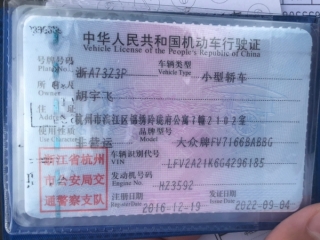 中华人民共和国机动车行驶证
Vehicle License of the People's Republic of China
号牌号码 浙A73Z3P 车辆类型 小型轿车
Plate No. Vehicle Type
所有人 胡宇飞
Owner
住址 杭州市滨江区锦绣玲珑府公寓7幢2102室
Address
使用性质 非营运 品牌型号 大众牌FV7166BABBG
Model
浙江省杭州
市公安局交
通警察支队
车辆识别代号 LFV2A21K6G4296185
VIN
发动机号码 HZ3592
Engine No.
注册日期 2016-12-19 发证日期 2022-09-04
Issue Date